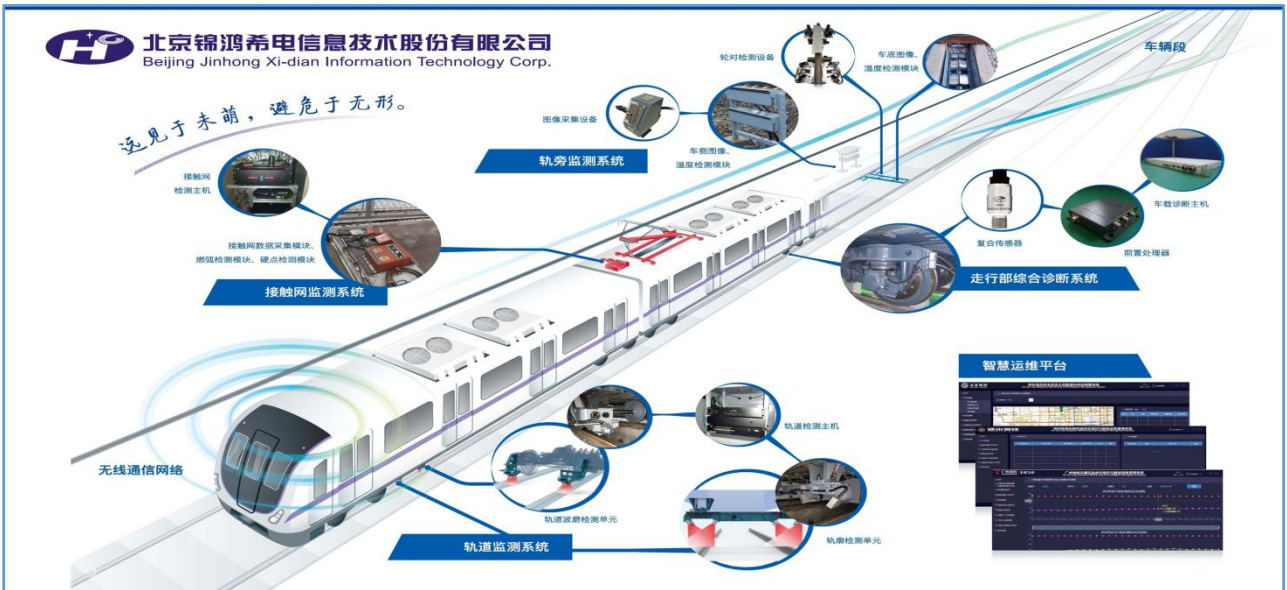 北京锦鸿希电信息技术股份有限公司
Beijing Jinhong Xi-dian Information Technology Corp.
远见于未萌，避危于无形。
车辆段
轮对检测设备
车底图像、
温度检测模块
图像采集设备
车侧图像、
温度检测模块
轨旁监测系统
接触网
检测主机
接触网数据采集模块、
燃弧检测模块、硬点检测模块
接触网监测系统
复合传感器
前置处理器
车载诊断主机
走行部综合诊断系统
智慧运维平台
无线通信网络
轨道检测主机
轨道波磨检测单元
轨廓检测单元
轨道监测系统